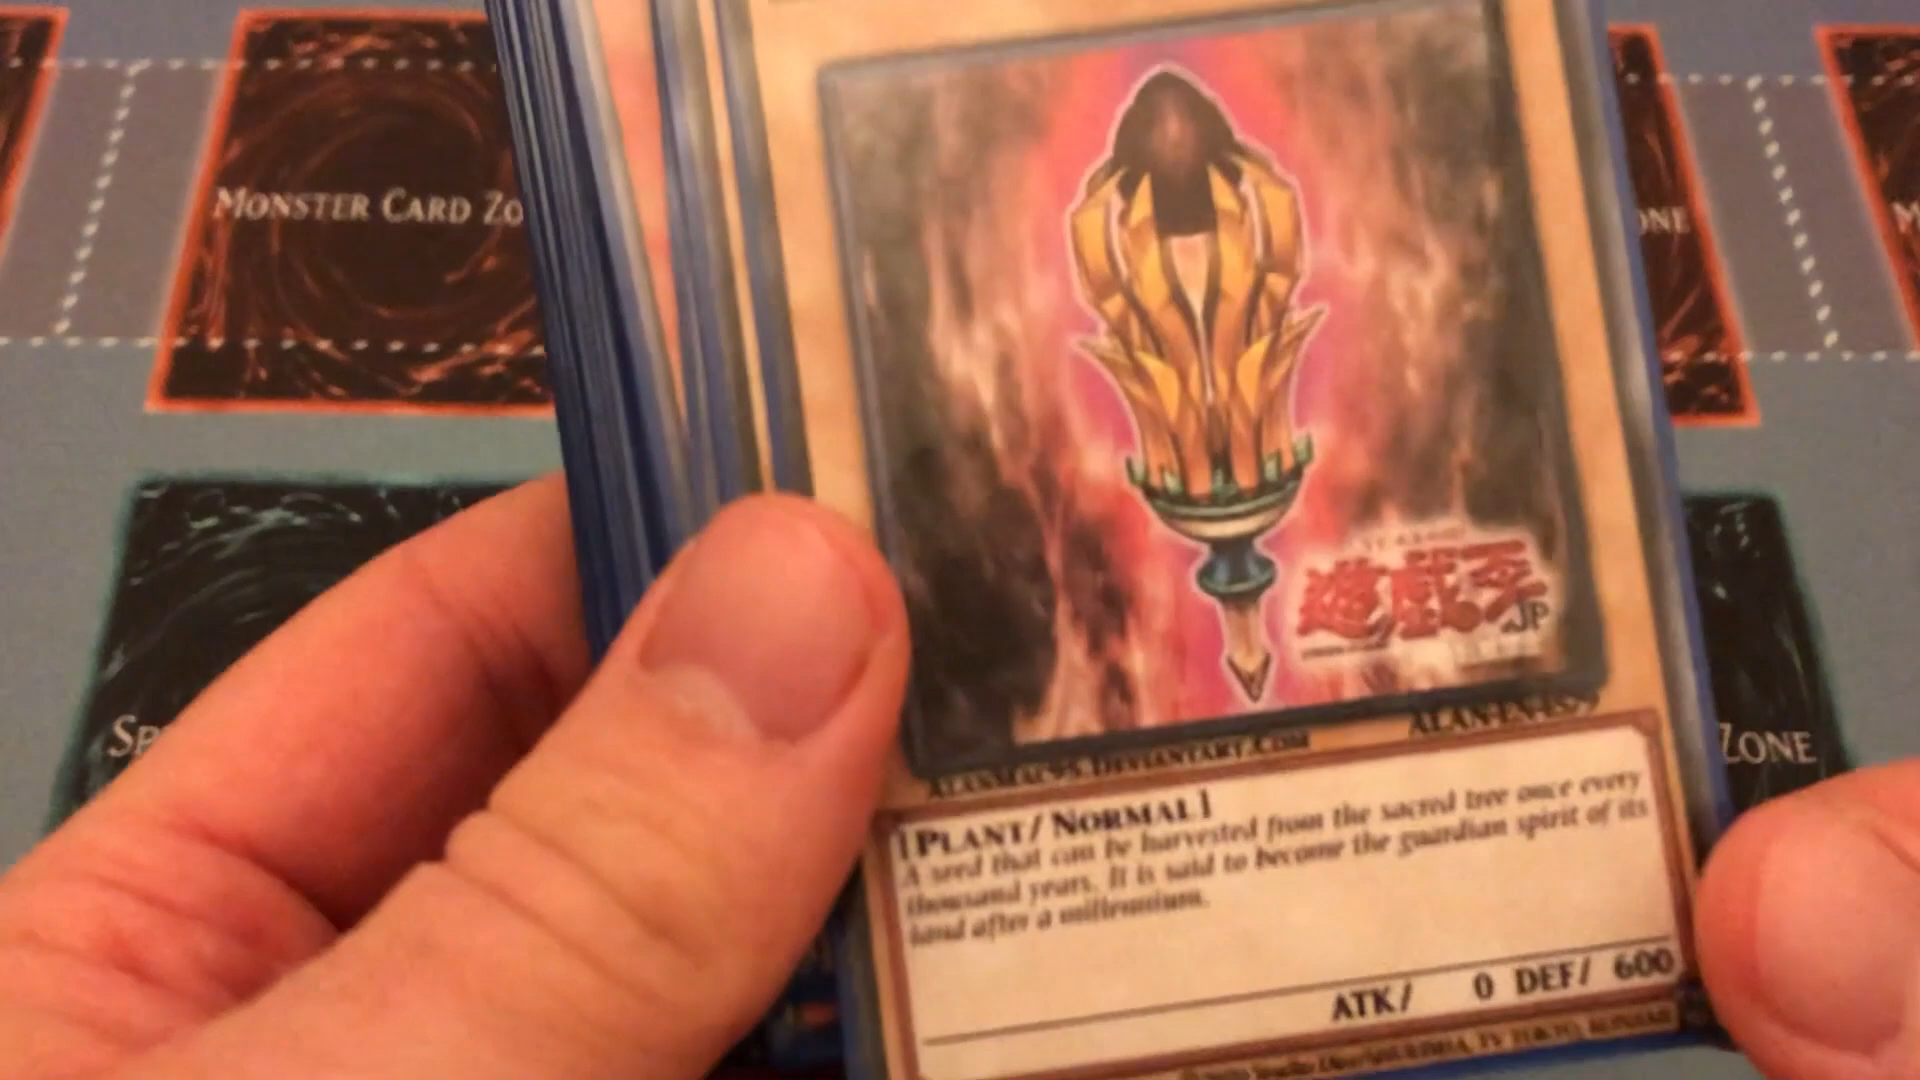 MONSTER CARD ZO
ONE
M
遊戯王
JP
ALANMAC95.DEVIANTART.COM
SP
ZONE
[PLANT/NORMAL]
A seed that can be harvested from the sacred tree once every
thousand years. It is said to become the guardian spirit of its
land after a millennium.
ATK/ 0 DEF/ 600